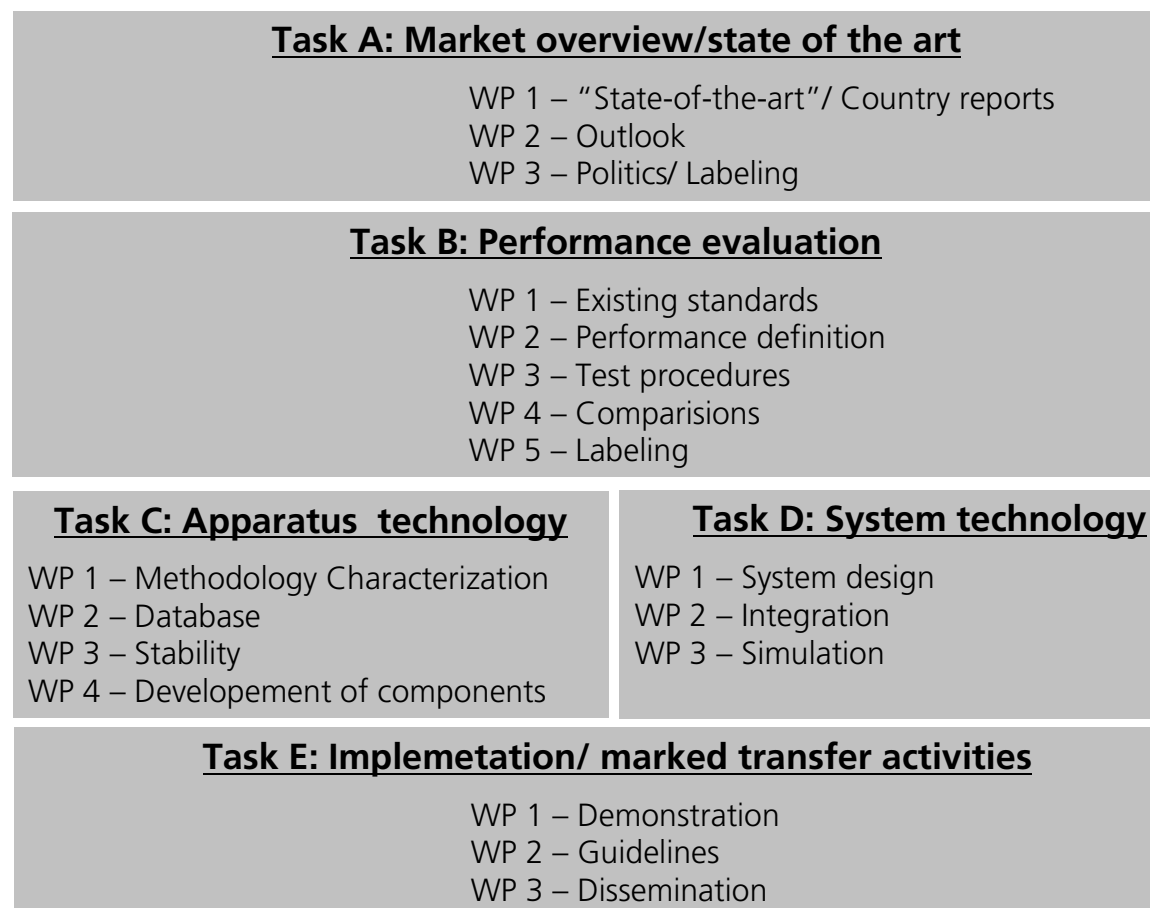 Task A: Market overview/state of the art
WP 1 – “State-of-the-art”/ Country reports
WP 2 – Outlook
WP 3 – Politics/ Labeling
Task B: Performance evaluation
WP 1 – Existing standards
WP 2 – Performance definition
WP 3 – Test procedures
WP 4 – Comparisions
WP 5 – Labeling
Task C: Apparatus technology
WP 1 – Methodology Characterization
WP 2 – Database
WP 3 – Stability
WP 4 – Developement of components
Task D: System technology
WP 1 – System design
WP 2 – Integration
WP 3 – Simulation
Task E: Implemetation/ marked transfer activities
WP 1 – Demonstration
WP 2 – Guidelines
WP 3 – Dissemination